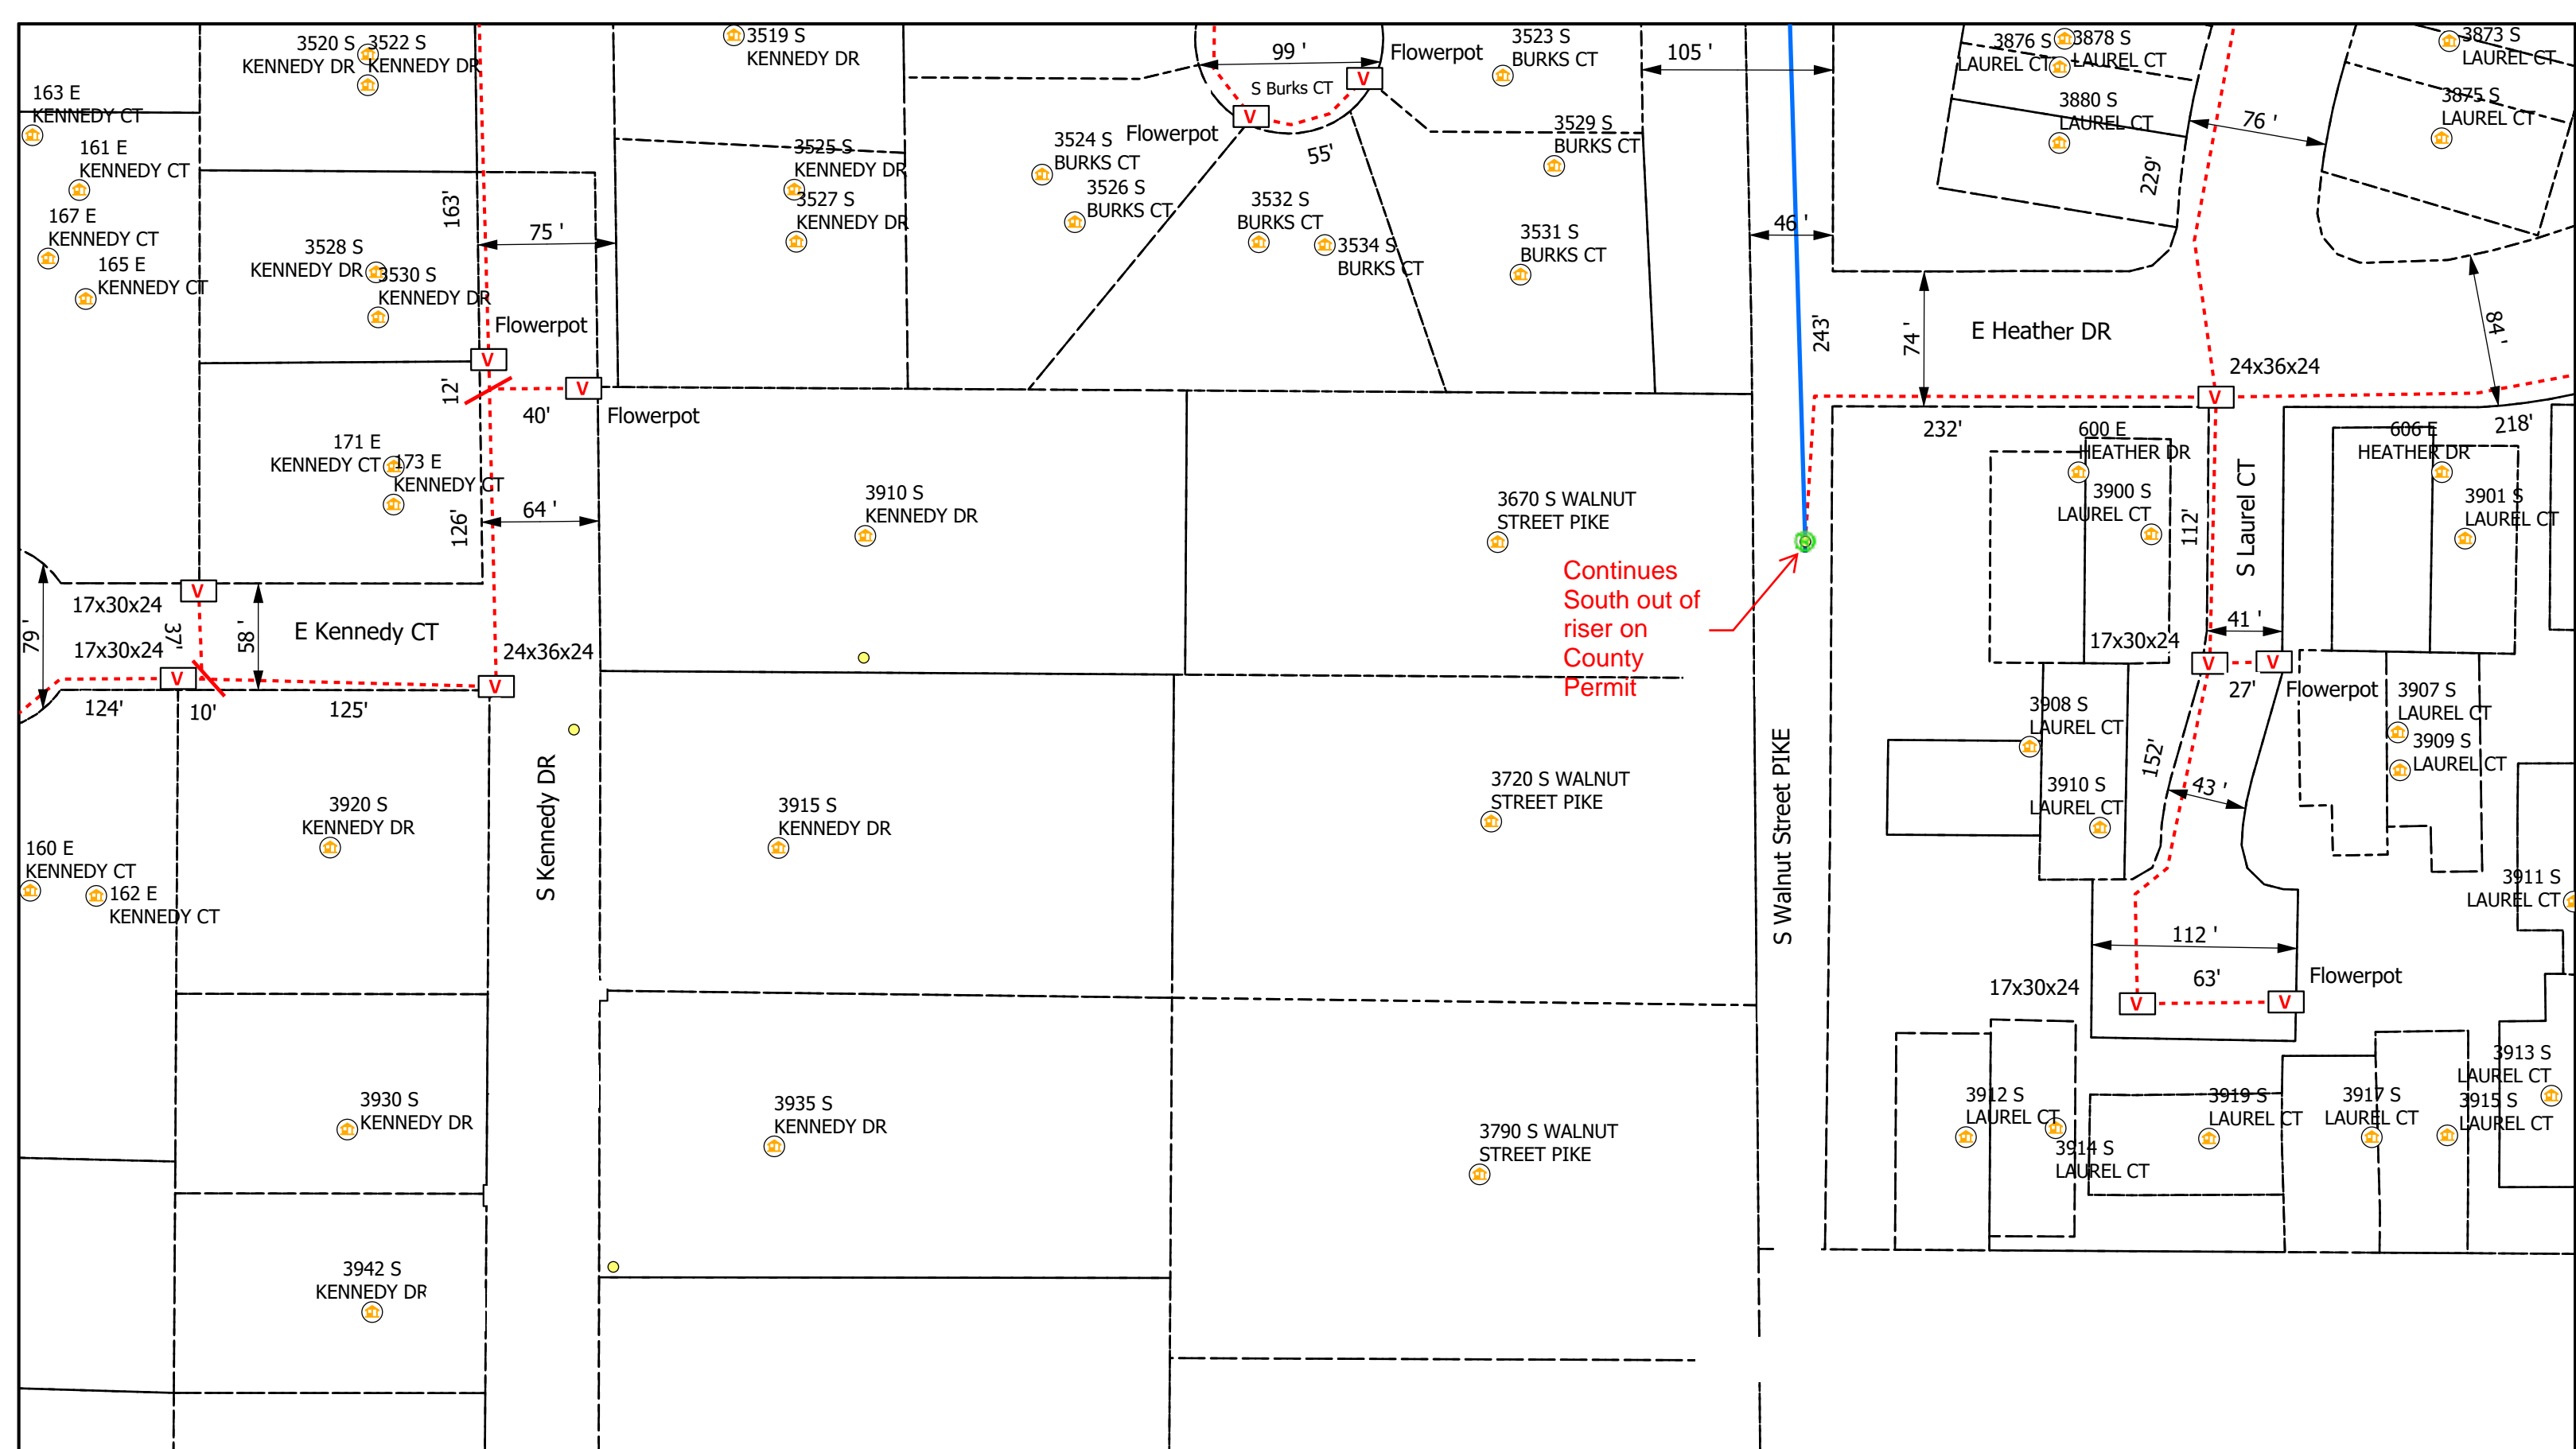 3520 S
KENNEDY DR
3522 S
KENNEDY DR
3519 S
KENNEDY DR
99 '
Flowerpot
3523 S
BURKS CT
105 '
3876 S
LAUREL CT
3878 S
LAUREL CT
3873 S
LAUREL CT
163 E
KENNEDY CT
S Burks CT
V
V
3880 S
LAUREL CT
76 '
3875 S
LAUREL CT
161 E
KENNEDY CT
3525 S
KENNEDY DR
Flowerpot
3524 S
BURKS CT
55'
3529 S
BURKS CT
229'
167 E
KENNEDY CT
163'
3527 S
KENNEDY DR
3526 S
BURKS CT
3532 S
BURKS CT
3534 S
BURKS CT
3531 S
BURKS CT
46 '
75 '
3528 S
KENNEDY DR
165 E
KENNEDY CT
3530 S
KENNEDY DR
Flowerpot
243'
74 '
E Heather DR
84 '
V
12'
40'
V
Flowerpot
24x36x24
V
232'
218'
171 E
KENNEDY CT
173 E
KENNEDY CT
600 E
HEATHER DR
606 E
HEATHER DR
3910 S
KENNEDY DR
3670 S WALNUT
STREET PIKE
3900 S
LAUREL CT
112'
S Laurel CT
3901 S
LAUREL CT
64 '
126'
Continues
South out of
riser on
County
Permit
V
17x30x24
37'
58 '
79 '
E Kennedy CT
17x30x24
V
24x36x24
V
124'
10'
125'
41 '
17x30x24
V
V
27'
Flowerpot
3907 S
LAUREL CT
3908 S
LAUREL CT
3909 S
LAUREL CT
152'
43 '
3910 S
LAUREL CT
S Kennedy DR
S Walnut Street PIKE
3920 S
KENNEDY DR
3915 S
KENNEDY DR
3720 S WALNUT
STREET PIKE
160 E
KENNEDY CT
162 E
KENNEDY CT
3911 S
LAUREL CT
112 '
63'
Flowerpot
17x30x24
V
V
3930 S
KENNEDY DR
3935 S
KENNEDY DR
3790 S WALNUT
STREET PIKE
3912 S
LAUREL CT
3914 S
LAUREL CT
3919 S
LAUREL CT
3917 S
LAUREL CT
3913 S
LAUREL CT
3915 S
LAUREL CT
3942 S
KENNEDY DR